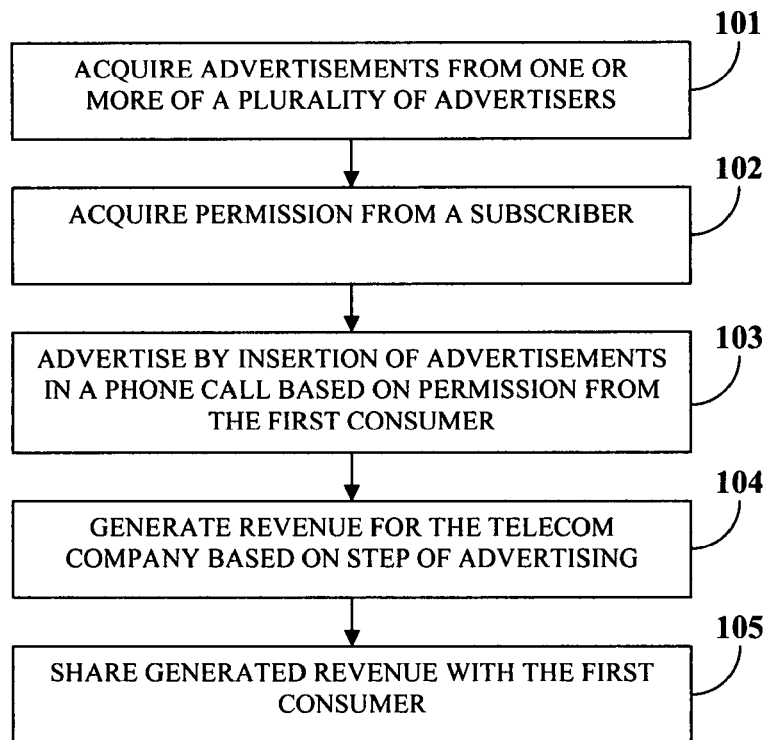 101
ACQUIRE ADVERTISEMENTS FROM ONE OR
MORE OF A PLURALITY OF ADVERTISERS
102
ACQUIRE PERMISSION FROM A SUBSCRIBER
103
ADVERTISE BY INSERTION OF ADVERTISEMENTS
IN A PHONE CALL BASED ON PERMISSION FROM
THE FIRST CONSUMER
104
GENERATE REVENUE FOR THE TELECOM
COMPANY BASED ON STEP OF ADVERTISING
105
SHARE GENERATED REVENUE WITH THE FIRST
CONSUMER